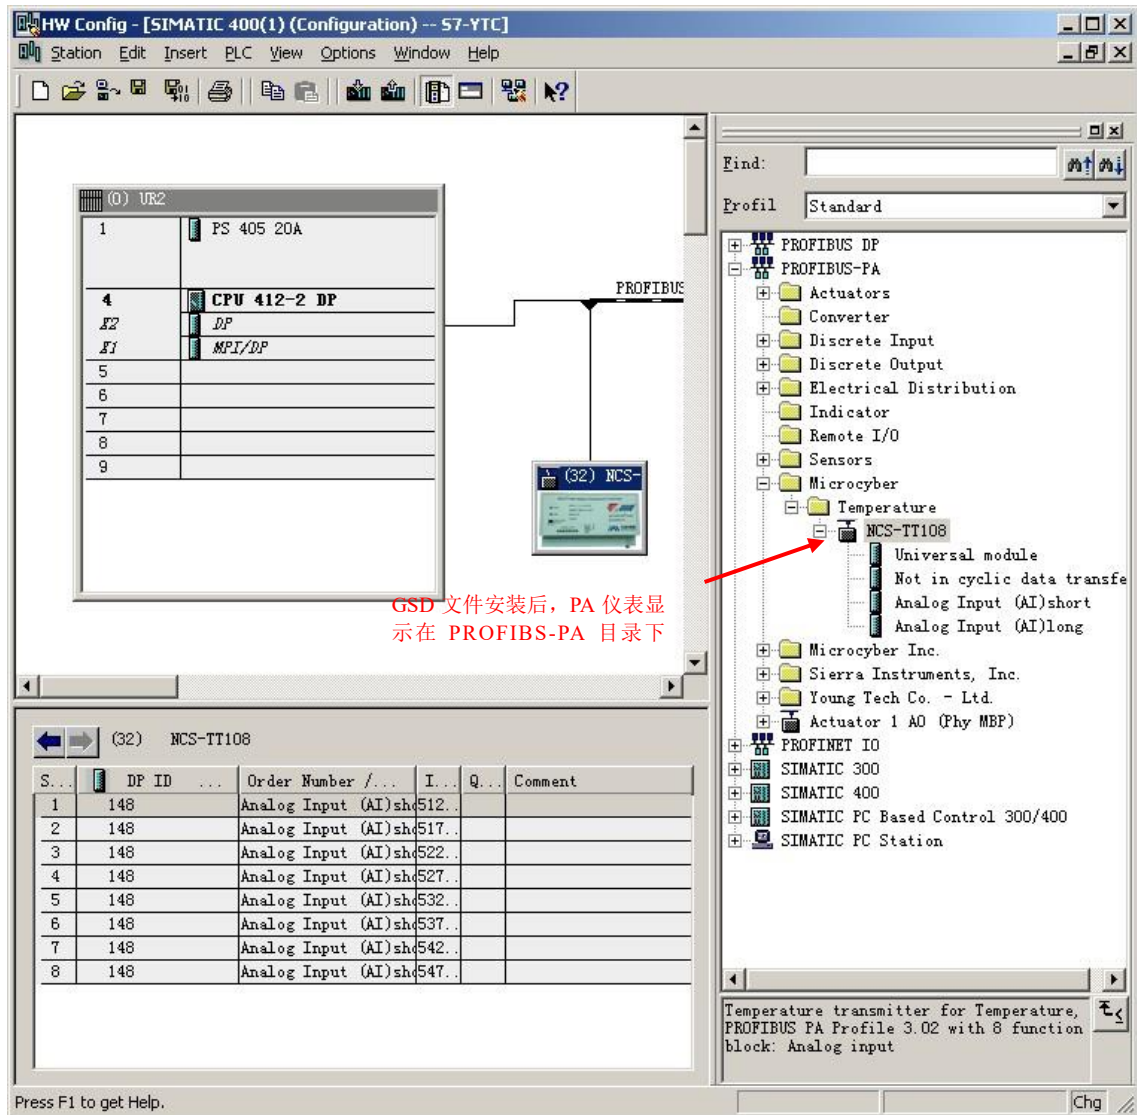 HW Config - [SIMATIC 400(1) (Configuration) -- S7-YTC]
Station Edit Insert PLC View Options Window Help
(0) UR2
1 PS 405 20A
4 CPU 412-2 DP
X2 DP
X1 MPI/DP
5
6
7
8
9
PROFIBUS
(32) NCS-
GSD 文件安装后，PA 仪表显
示在 PROFIBS-PA 目录下
Find:
Profil Standard
PROFIBUS DP
PROFIBUS-PA
Actuators
Converter
Discrete Input
Discrete Output
Electrical Distribution
Indicator
Remote I/O
Sensors
Microcyber
Temperature
NCS-TT108
Universal module
Not in cyclic data transfe
Analog Input (AI)short
Analog Input (AI)long
Microcyber Inc.
Sierra Instruments, Inc.
Young Tech Co. - Ltd.
Actuator 1 AO (Phy MBP)
PROFINET IO
SIMATIC 300
SIMATIC 400
SIMATIC PC Based Control 300/400
SIMATIC PC Station
(32) NCS-TT108
S... DP ID ... Order Number /... I... Q... Comment
1 148 Analog Input (AI)sho 512..
2 148 Analog Input (AI)sho 517..
3 148 Analog Input (AI)sho 522..
4 148 Analog Input (AI)sho 527..
5 148 Analog Input (AI)sho 532..
6 148 Analog Input (AI)sho 537..
7 148 Analog Input (AI)sho 542..
8 148 Analog Input (AI)sho 547..
Temperature transmitter for Temperature,
PROFIBUS PA Profile 3.02 with 8 function
block: Analog input
Press F1 to get Help.
Chg